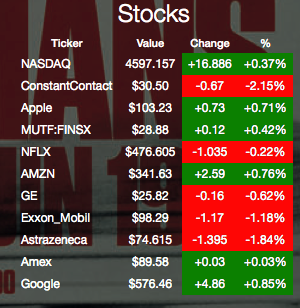 Stocks
Ticker Value Change %
NASDAQ 4597.157 +16.886 +0.37%
ConstantContact $30.50 -0.67 -2.15%
Apple $103.23 +0.73 +0.71%
MUTF:FINSX $28.88 +0.12 +0.42%
NFLX $476.605 -1.035 -0.22%
AMZN $341.63 +2.59 +0.76%
GE $25.82 -0.16 -0.62%
Exxon_Mobil $98.29 -1.17 -1.18%
Astrazeneca $74.615 -1.395 -1.84%
Amex $89.58 +0.03 +0.03%
Google $576.46 +4.86 +0.85%